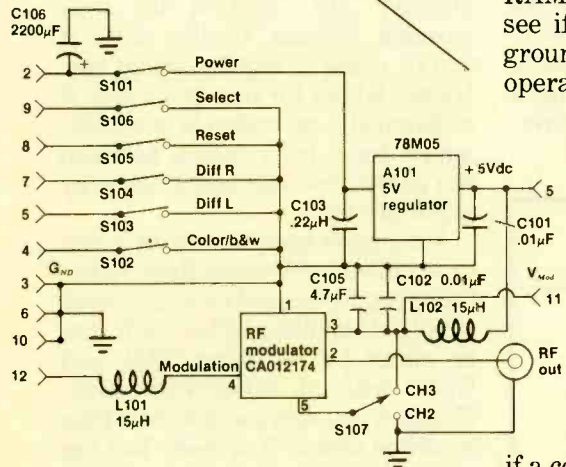 C106
2200µF
+
2
S101
Power
9
S106
Select
8
S105
Reset
7
S104
Diff R
5
S103
Diff L
4
S102
Color/b&w
GND
3
6
10
12
L101
15µH
Modulation
4
RF
modulator
CA012174
1
3
2
5
S107
CH3
CH2
78M05
A101
5V
regulator
+5Vdc
5
C103
.22µH
C101
.01µF
C105
4.7µF
C102 0.01µF
L102 15µH
VMod
11
RF
out
see if
groun
opera
if a co